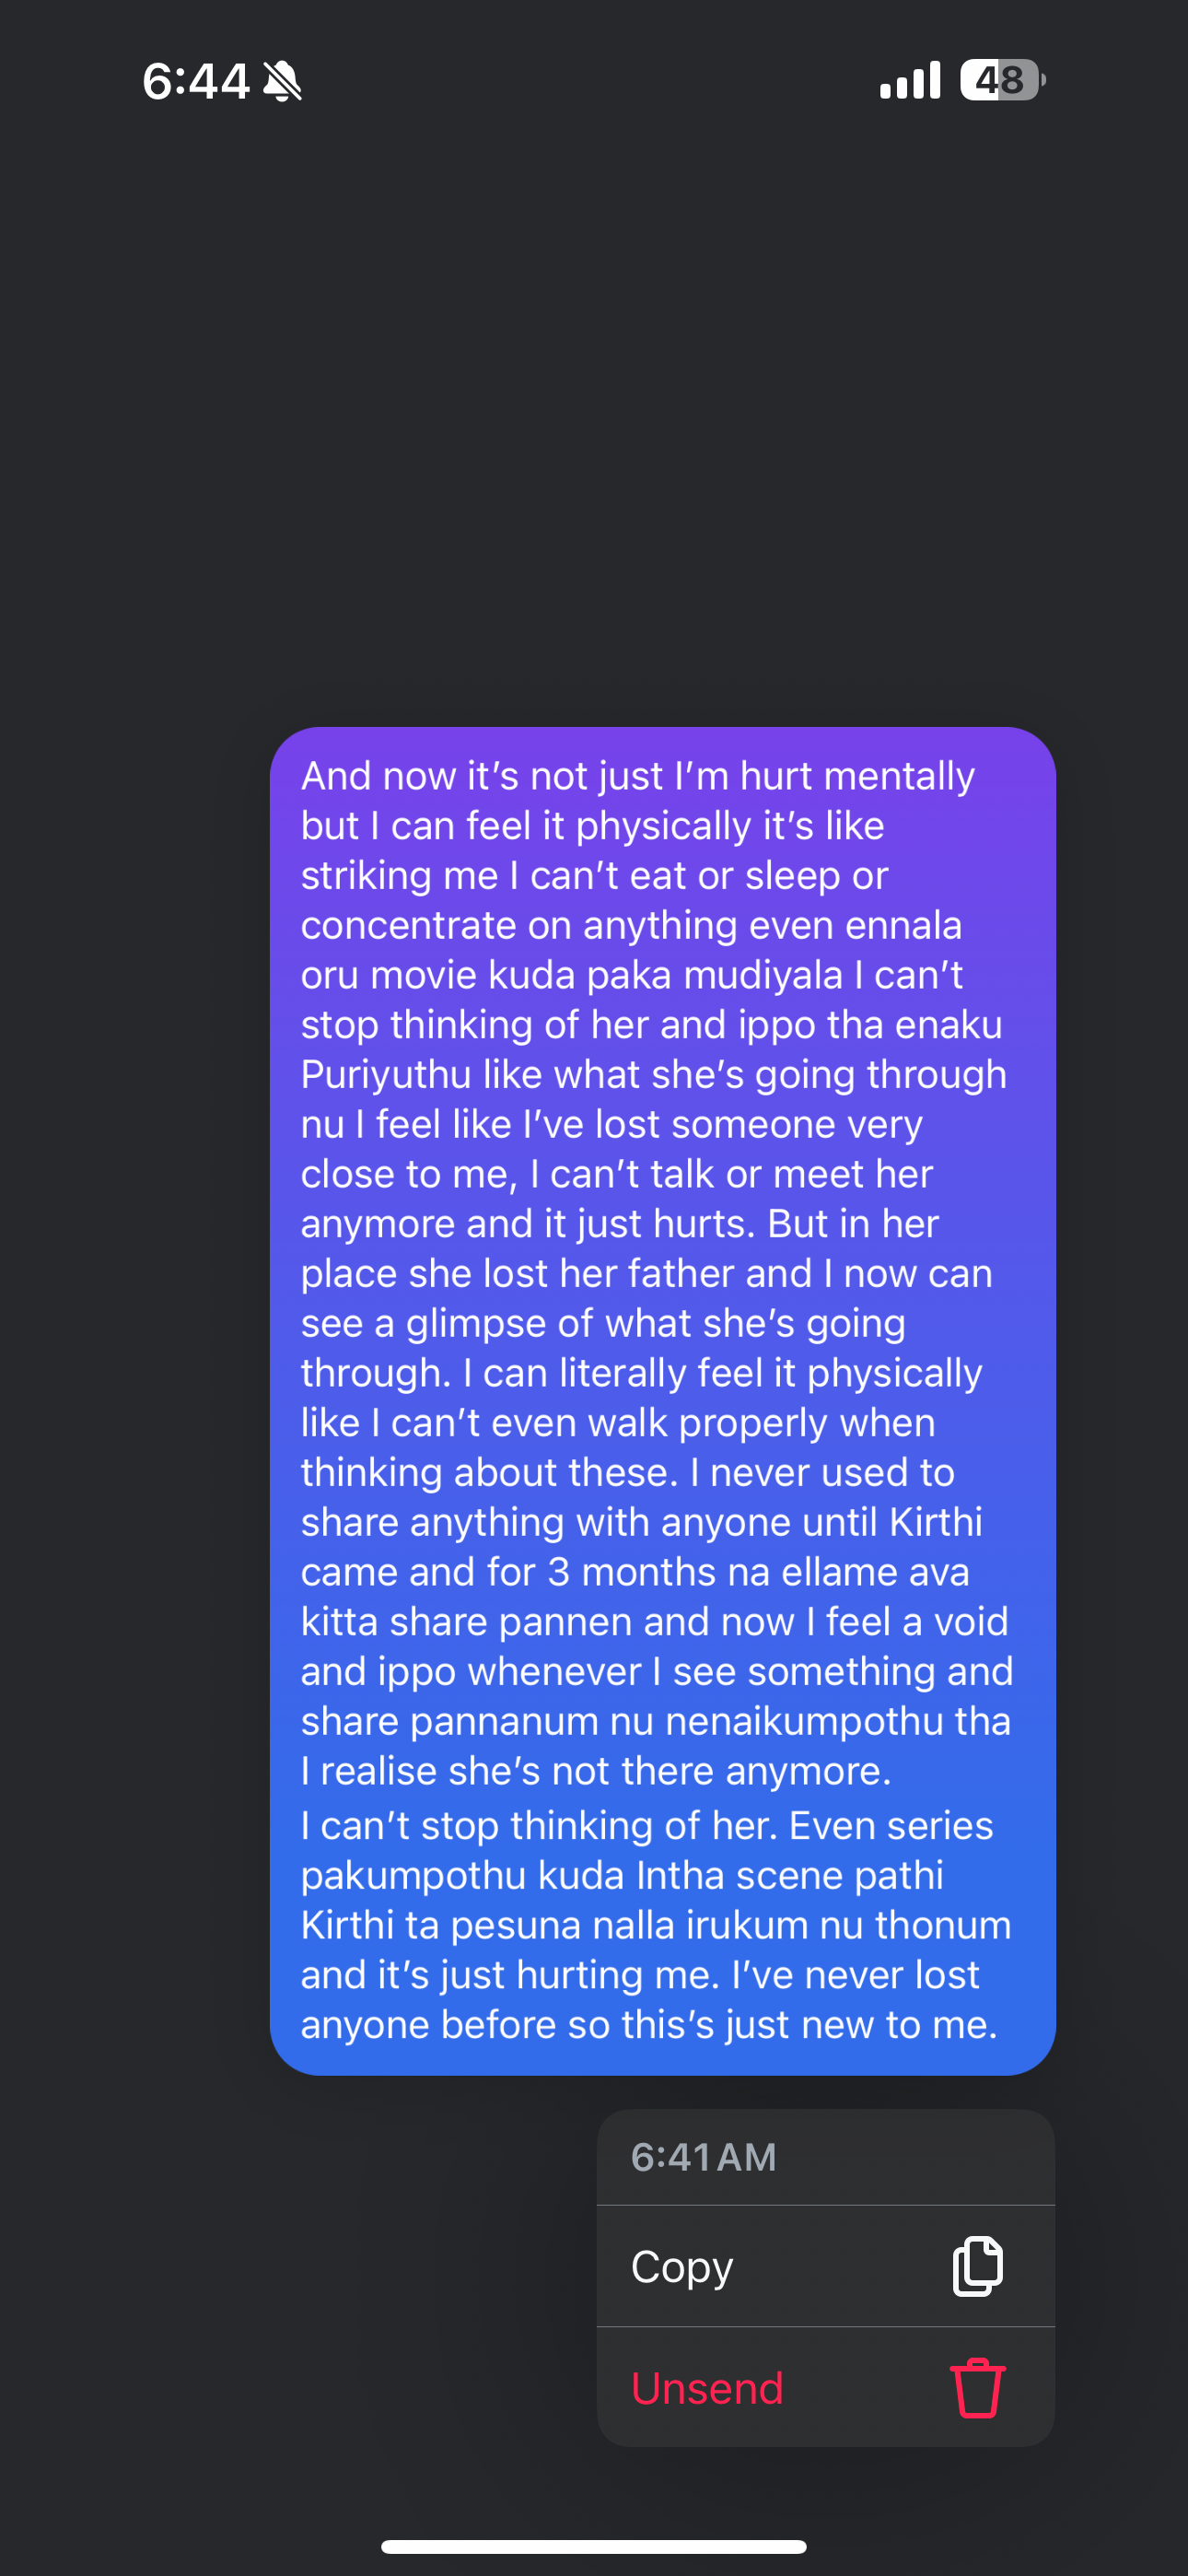 6:44
48
And now it’s not just I’m hurt mentally
but I can feel it physically it’s like
striking me I can’t eat or sleep or
concentrate on anything even ennala
oru movie kuda paka mudiyala I can’t
stop thinking of her and ippo tha enaku
Puriyuthu like what she’s going through
nu I feel like I’ve lost someone very
close to me, I can’t talk or meet her
anymore and it just hurts. But in her
place she lost her father and I now can
see a glimpse of what she’s going
through. I can literally feel it physically
like I can’t even walk properly when
thinking about these. I never used to
share anything with anyone until Kirthi
came and for 3 months na ellame ava
kitta share pannen and now I feel a void
and ippo whenever I see something and
share pannanum nu nenaikumpothu tha
I realise she’s not there anymore.
I can’t stop thinking of her. Even series
pakumpothu kuda Intha scene pathi
Kirthi ta pesuna nalla irukum nu thonum
and it’s just hurting me. I’ve never lost
anyone before so this’s just new to me.
6:41 AM
Copy
Unsend